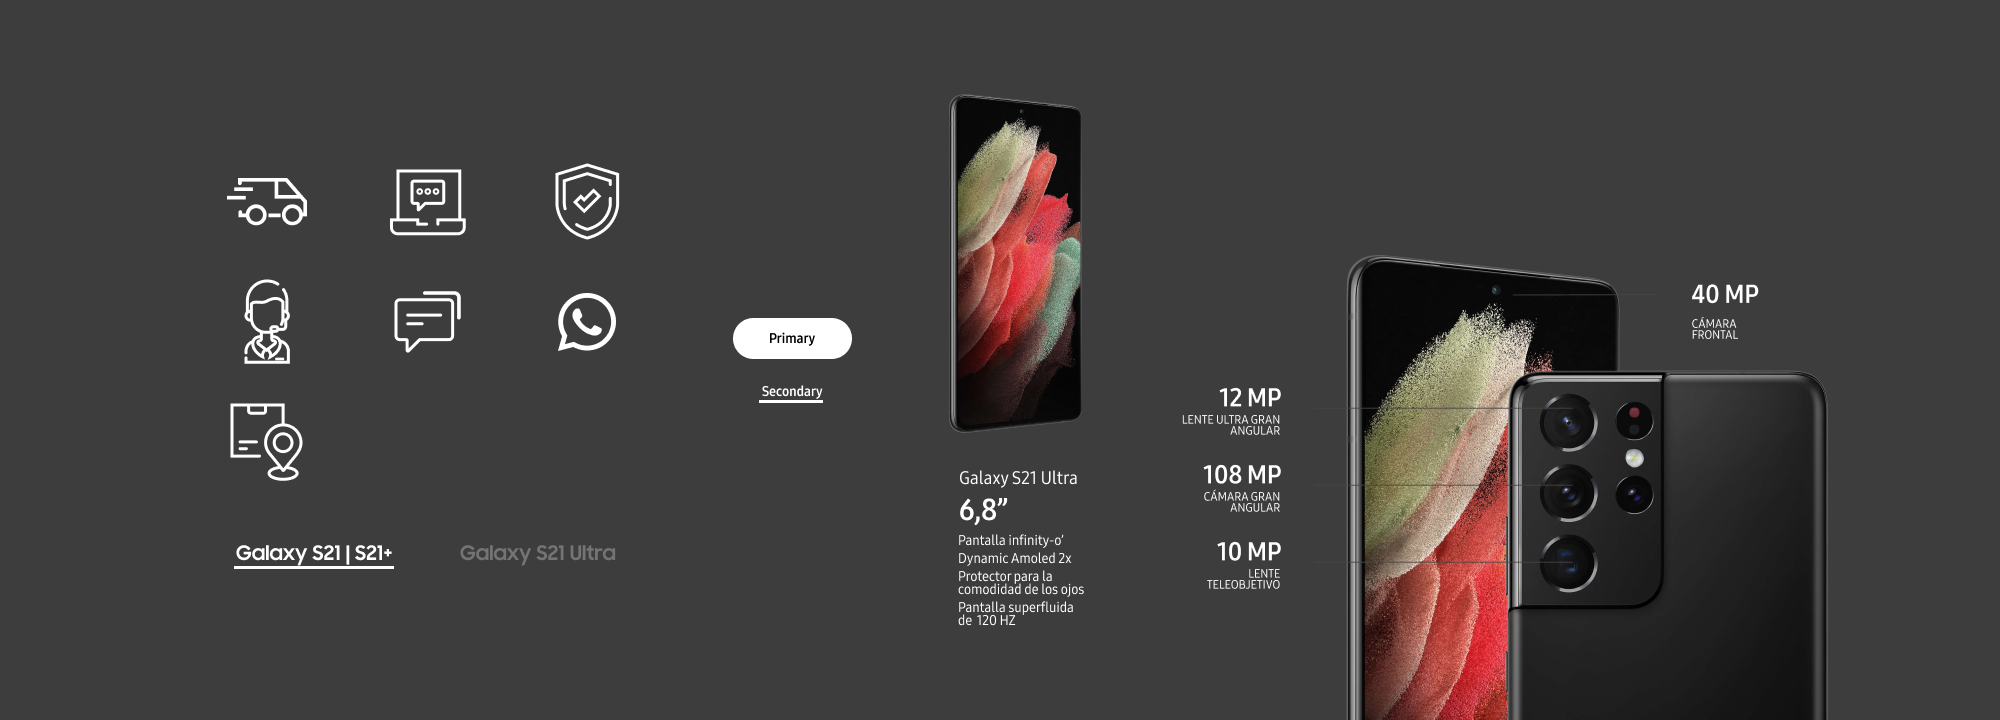 Galaxy S21 | S21+
Galaxy S21 Ultra
Primary
Secondary
Galaxy S21 Ultra
6,8”
Pantalla infinity-o’
Dynamic Amoled 2x
Protector para la
comodidad de los ojos
Pantalla superfluida
de 120 HZ
12 MP
LENTE ULTRA GRAN
ANGULAR
108 MP
CÁMARA GRAN
ANGULAR
10 MP
LENTE
TELEOBJETIVO
40 MP
CÁMARA
FRONTAL